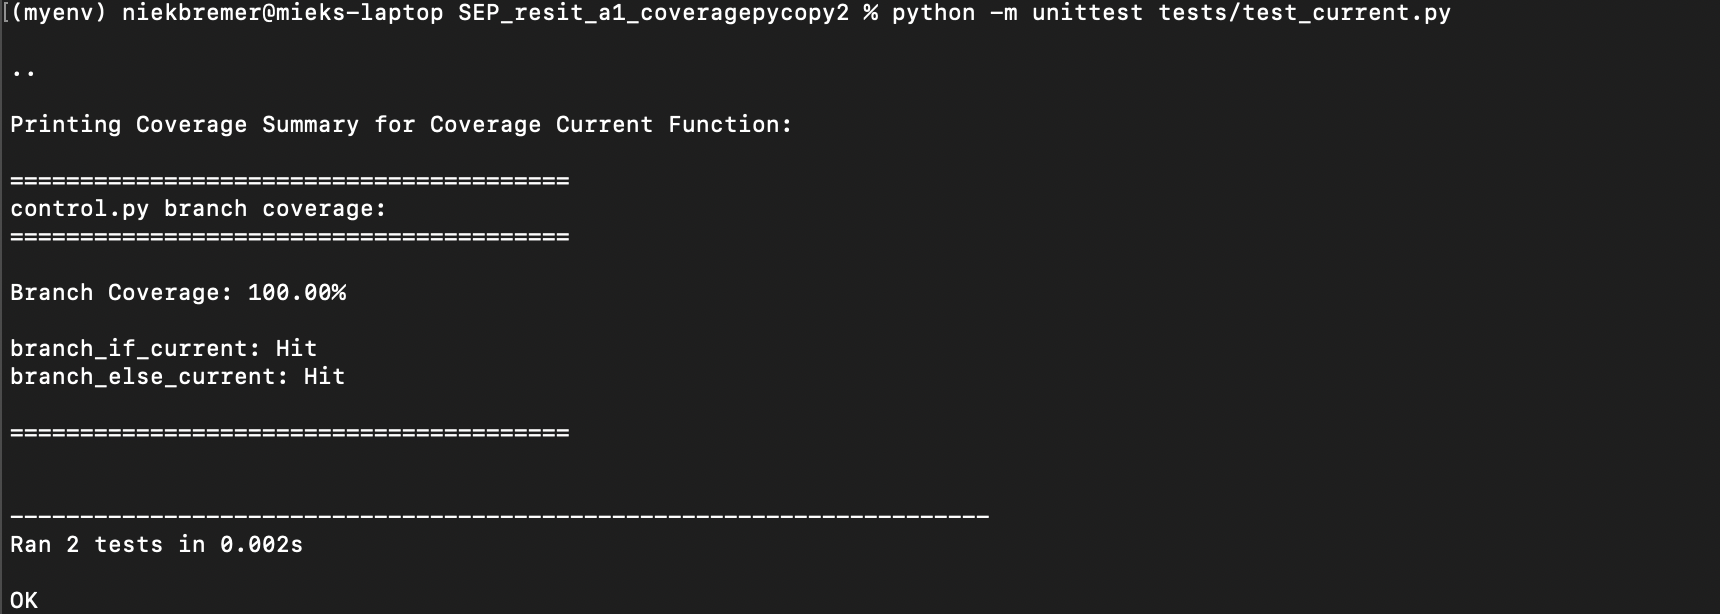 [(myenv) niekbremer@mieks-laptop SEP_resit_a1_coveragepycopy2 % python -m unittest tests/test_current.py
..
Printing Coverage Summary for Coverage Current Function:
========================================
control.py branch coverage:
========================================
Branch Coverage: 100.00%
branch_if_current: Hit
branch_else_current: Hit
========================================
----------------------------------------------------------------------
Ran 2 tests in 0.002s
OK